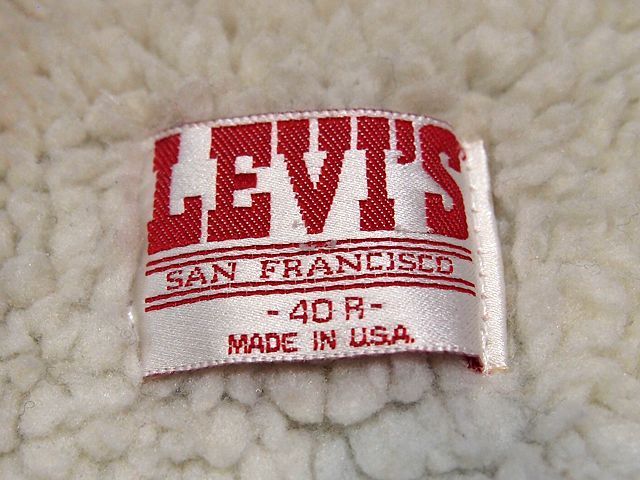 LEVI'S
SAN FRANCISCO
- 40 R -
MADE IN U.S.A.